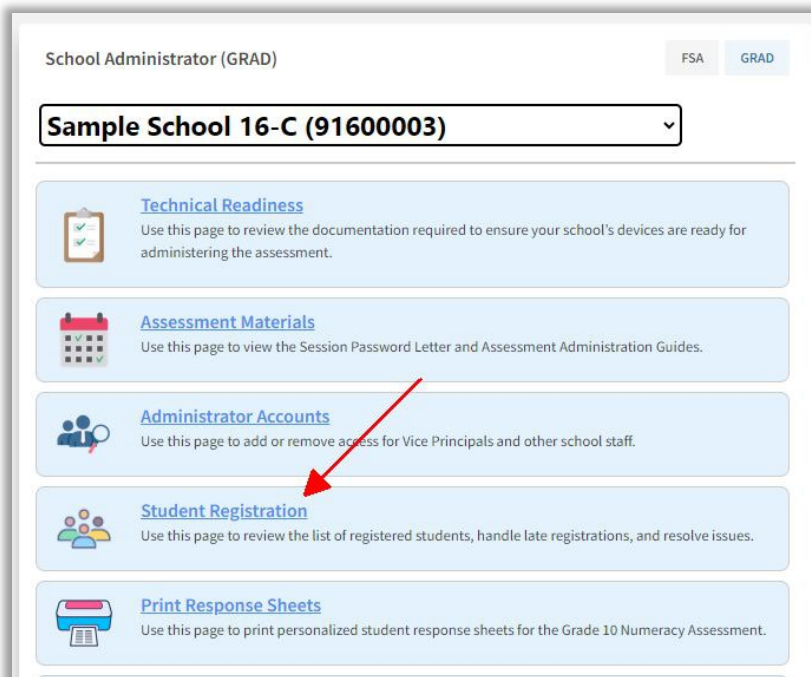 School Administrator (GRAD)
FSA GRAD
Sample School 16-C (91600003)
Technical Readiness
Use this page to review the documentation required to ensure your school's devices are ready for
administering the assessment.
Assessment Materials
Use this page to view the Session Password Letter and Assessment Administration Guides.
Administrator Accounts
Use this page to add or remove access for Vice Principals and other school staff.
Student Registration
Use this page to review the list of registered students, handle late registrations, and resolve issues.
Print Response Sheets
Use this page to print personalized student response sheets for the Grade 10 Numeracy Assessment.